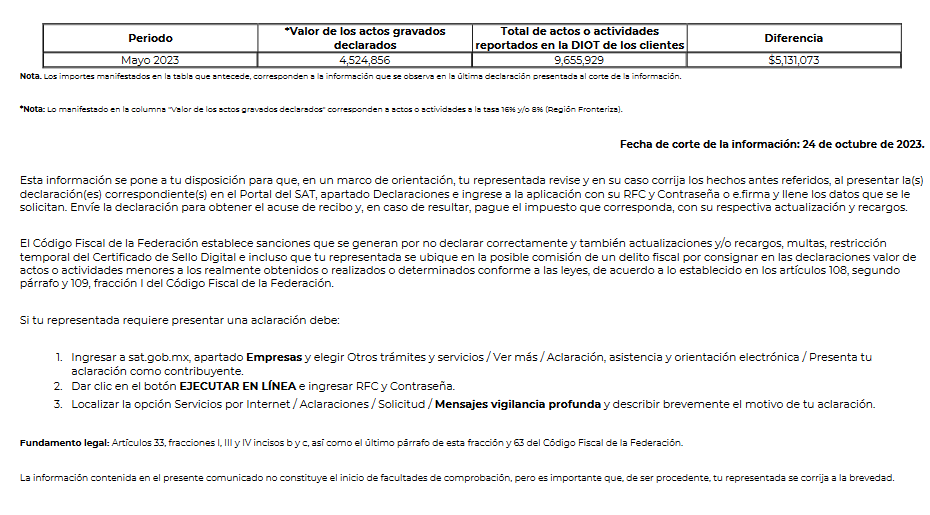 Periodo
*Valor de los actos gravados
declarados
Total de actos o actividades
reportados en la DIOT de los clientes
Diferencia
Mayo 2023 4,524,856 9,655,929 $5,131,073
Nota. Los importes manifestados en la tabla que antecede, corresponden a la información que se observa en la última declaración presentada al corte de la información.
*Nota: Lo manifestado en la columna "Valor de los actos gravados declarados" corresponden a actos o actividades a la tasa 16% y/o 8% (Región Fronteriza).
Fecha de corte de la información: 24 de octubre de 2023.
Esta información se pone a tu disposición para que, en un marco de orientación, tu representada revise y en su caso corrija los hechos antes referidos, al presentar la(s)
declaración(es) correspondiente(s) en el Portal del SAT, apartado Declaraciones e ingrese a la aplicación con su RFC y Contraseña o e.firma y llene los datos que se le
solicitan. Envíe la declaración para obtener el acuse de recibo y, en caso de resultar, pague el impuesto que corresponda, con su respectiva actualización y recargos.
El Código Fiscal de la Federación establece sanciones que se generan por no declarar correctamente y también actualizaciones y/o recargos, multas, restricción
temporal del Certificado de Sello Digital e incluso que tu representada se ubique en la posible comisión de un delito fiscal por consignar en las declaraciones valor de
actos o actividades menores a los realmente obtenidos o realizados o determinados conforme a las leyes, de acuerdo a lo establecido en los artículos 108, segundo
párrafo y 109, fracción I del Código Fiscal de la Federación.
Si tu representada requiere presentar una aclaración debe:
1. Ingresar a sat.gob.mx, apartado Empresas y elegir Otros trámites y servicios / Ver más / Aclaración, asistencia y orientación electrónica / Presenta tu
aclaración como contribuyente.
2. Dar clic en el botón EJECUTAR EN LÍNEA e ingresar RFC y Contraseña.
3. Localizar la opción Servicios por Internet / Aclaraciones / Solicitud / Mensajes vigilancia profunda y describir brevemente el motivo de tu aclaración.
Fundamento legal: Artículos 33, fracciones I, III y IV incisos b y c, así como el último párrafo de esta fracción y 63 del Código Fiscal de la Federación.
La información contenida en el presente comunicado no constituye el inicio de facultades de comprobación, pero es importante que, de ser procedente, tu representada se corrija a la brevedad.